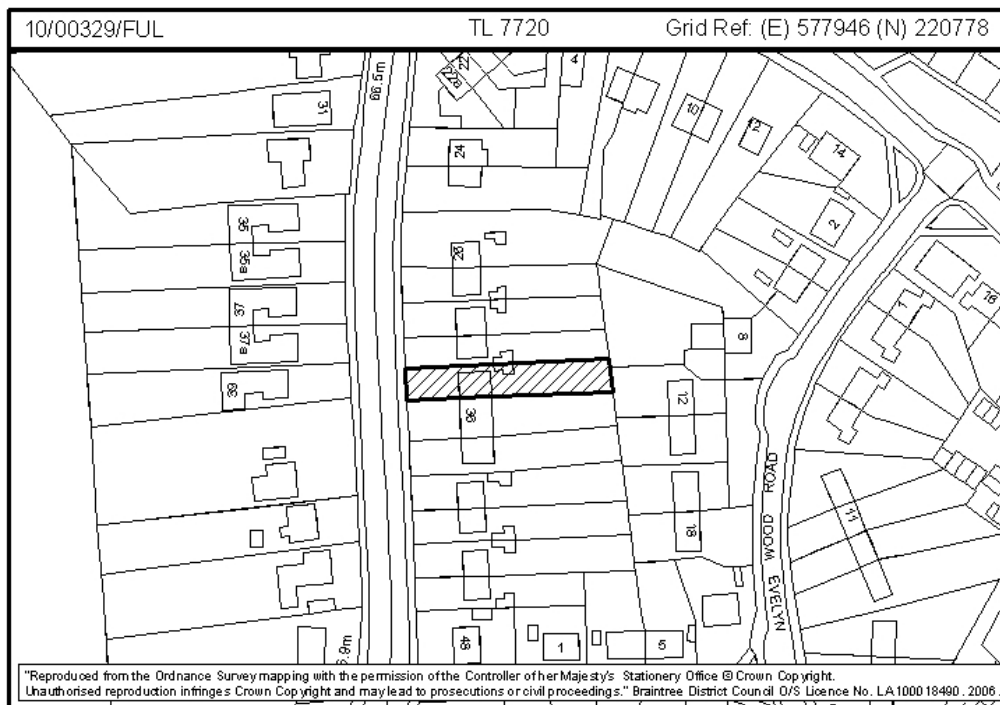 10/00329/FUL TL 7720 Grid Ref: (E) 577946 (N) 220778
4
22
31
66.5m
10
12
24
14
2
35
26
35a
16
1
37
8
37a
39
12
36
WOOD ROAD
EVELYN
11
18
48
1
5
"Reproduced from the Ordnance Survey mapping with the permission of the Controller of her Majesty's Stationery Office © Crown Copyright.
Unauthorised reproduction infringes Crown Copyright and may lead to prosecutions or civil proceedings." Braintree District Council O/S Licence No. LA100018490. 2006.